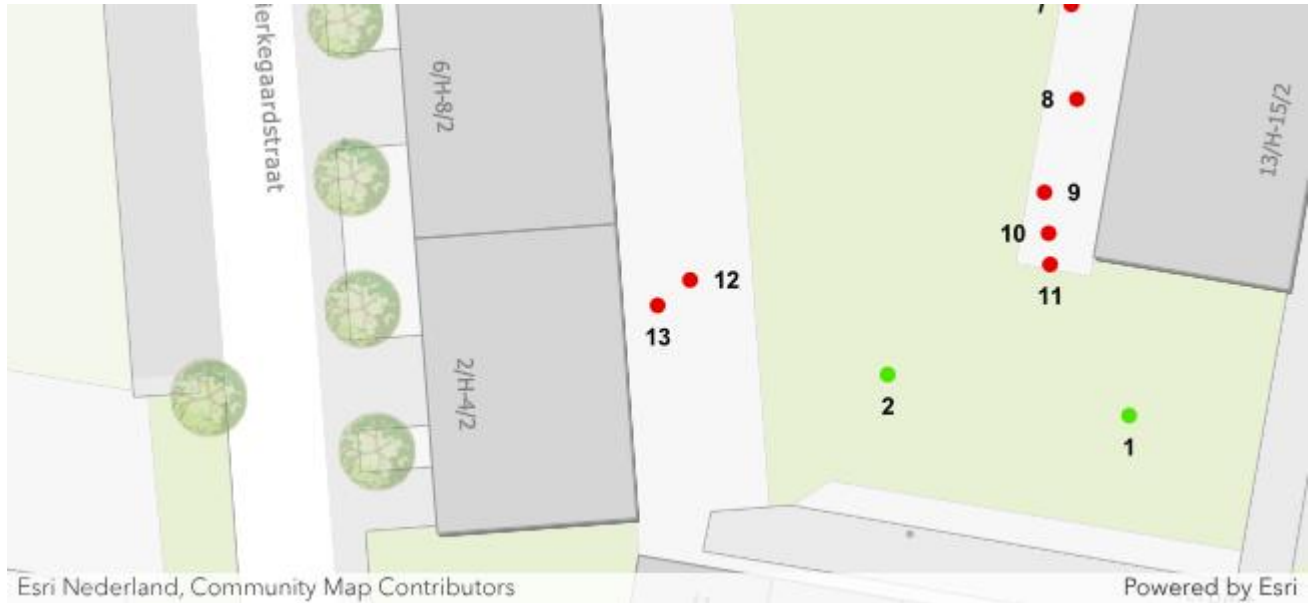 ierkegaardstraat
6/H-8/2
2/H-4/2
13/H-15/2
7
8
9
10
11
12
13
2
1
Esri Nederland, Community Map Contributors
Powered by Esri